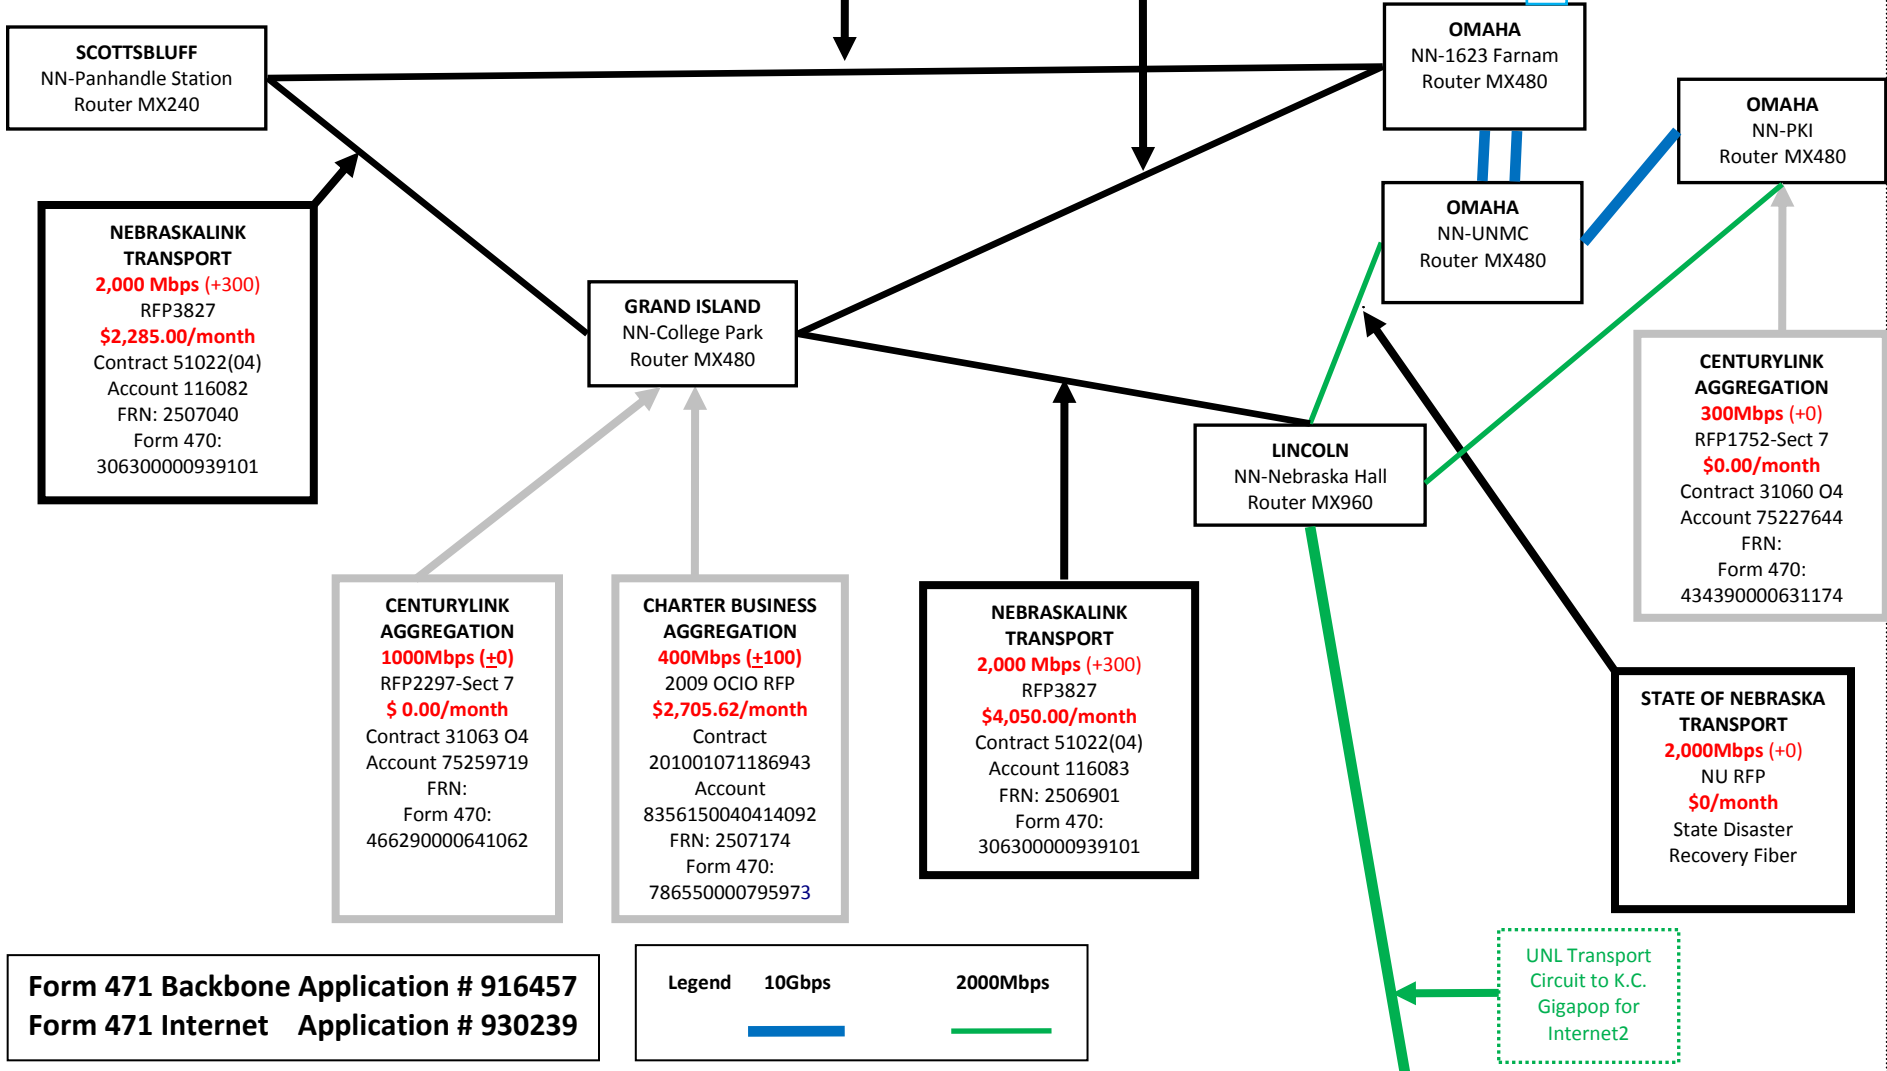 SCOTTSBLUFF
NN-Panhandle Station
Router MX240
OMAHA
NN-1623 Farnam
Router MX480
OMAHA
NN-PKI
Router MX480
OMAHA
NN-UNMC
Router MX480
NEBRASKALINK
TRANSPORT
2,000 Mbps (+300)
RFP3827
$2,285.00/month
Contract 51022(04)
Account 116082
FRN: 2507040
Form 470:
306300000939101
GRAND ISLAND
NN-College Park
Router MX480
LINCOLN
NN-Nebraska Hall
Router MX960
CENTURYLINK
AGGREGATION
300Mbps (+0)
RFP1752-Sect 7
$0.00/month
Contract 31060 O4
Account 75227644
FRN:
Form 470:
434390000631174
CENTURYLINK
AGGREGATION
1000Mbps (+0)
RFP2297-Sect 7
$ 0.00/month
Contract 31063 O4
Account 75259719
FRN:
Form 470:
466290000641062
CHARTER BUSINESS
AGGREGATION
400Mbps (+100)
2009 OCIO RFP
$2,705.62/month
Contract
201001071186943
Account
8356150040414092
FRN: 2507174
Form 470:
786550000795973
NEBRASKALINK
TRANSPORT
2,000 Mbps (+300)
RFP3827
$4,050.00/month
Contract 51022(04)
Account 116083
FRN: 2506901
Form 470:
306300000939101
STATE OF NEBRASKA
TRANSPORT
2,000Mbps (+0)
NU RFP
$0/month
State Disaster
Recovery Fiber
UNL Transport
Circuit to K.C.
Gigapop for
Internet2
Form 471 Backbone Application # 916457
Form 471 Internet Application # 930239
Legend 10Gbps 2000Mbps